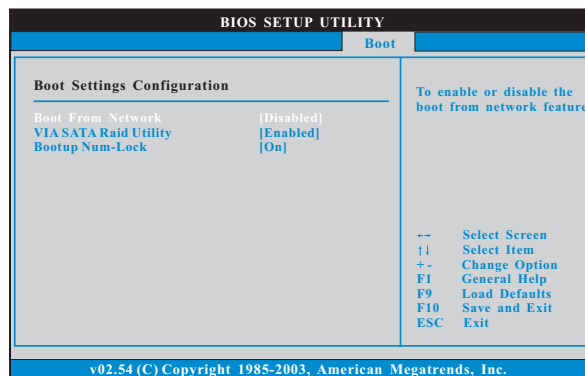 BIOS SETUP UTILITY
Boot
Boot Settings Configuration
Boot From Network [Disabled]
VIA SATA Raid Utility [Enabled]
Bootup Num-Lock [On]
To enable or disable the
boot from network feature
←→ Select Screen
↑↓ Select Item
+ - Change Option
F1 General Help
F9 Load Defaults
F10 Save and Exit
ESC Exit
v02.54 (C) Copyright 1985-2003, American Megatrends, Inc.